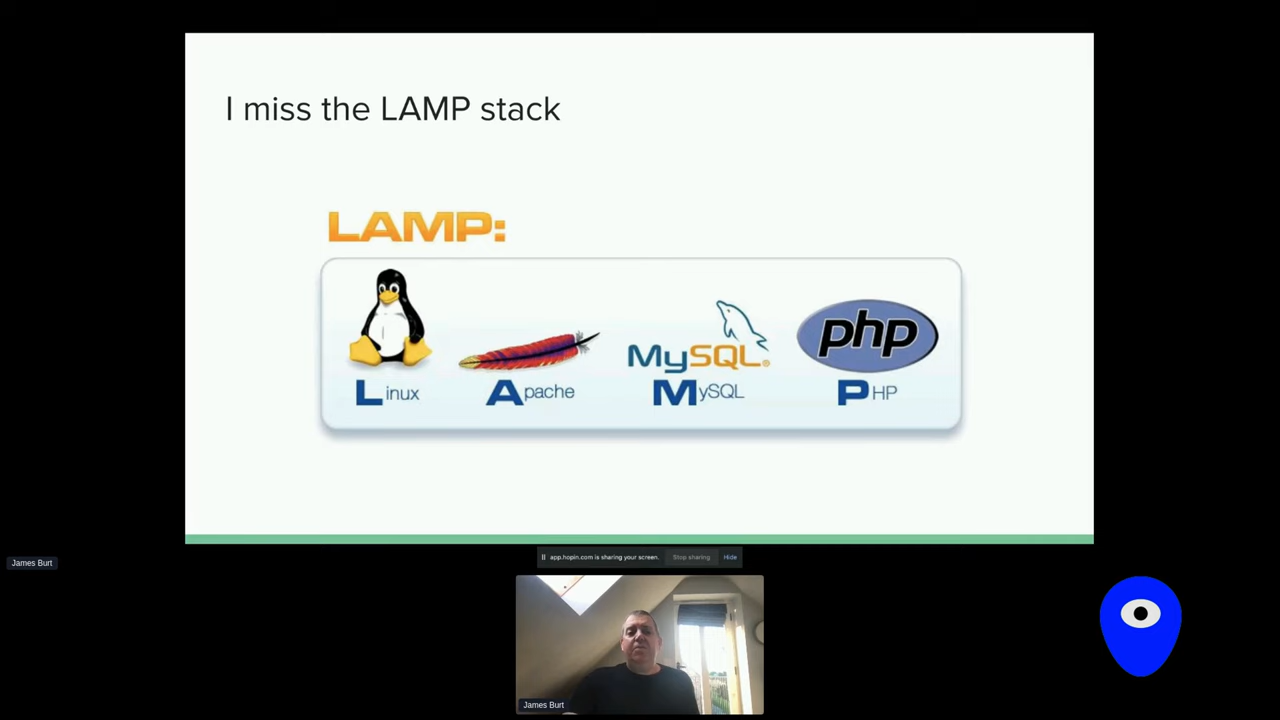 I miss the LAMP stack
LAMP:
MySQL®
php
Linux
Apache
MySQL
PHP
James Burt
app.hopin.com is sharing your screen.
Stop sharing
Hide
James Burt